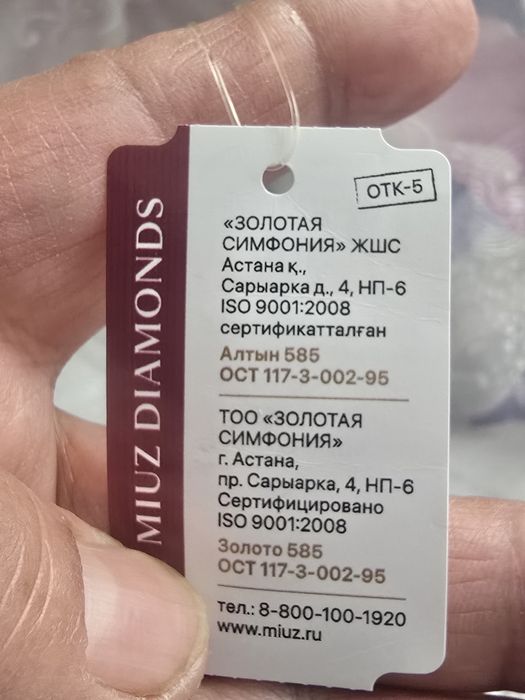 MIUZ DIAMONDS
ОТК-5
«ЗОЛОТАЯ
СИМФОНИЯ» ЖШС
Астана қ.,
Сарыарка д., 4, НП-6
ISO 9001:2008
сертификатталған
Алтын 585
ОСТ 117-3-002-95
ТОО «ЗОЛОТАЯ
СИМФОНИЯ»
г. Астана,
пр. Сарыарка, 4, НП-6
Сертифицировано
ISO 9001:2008
Золото 585
ОСТ 117-3-002-95
тел.: 8-800-100-1920
www.miuz.ru